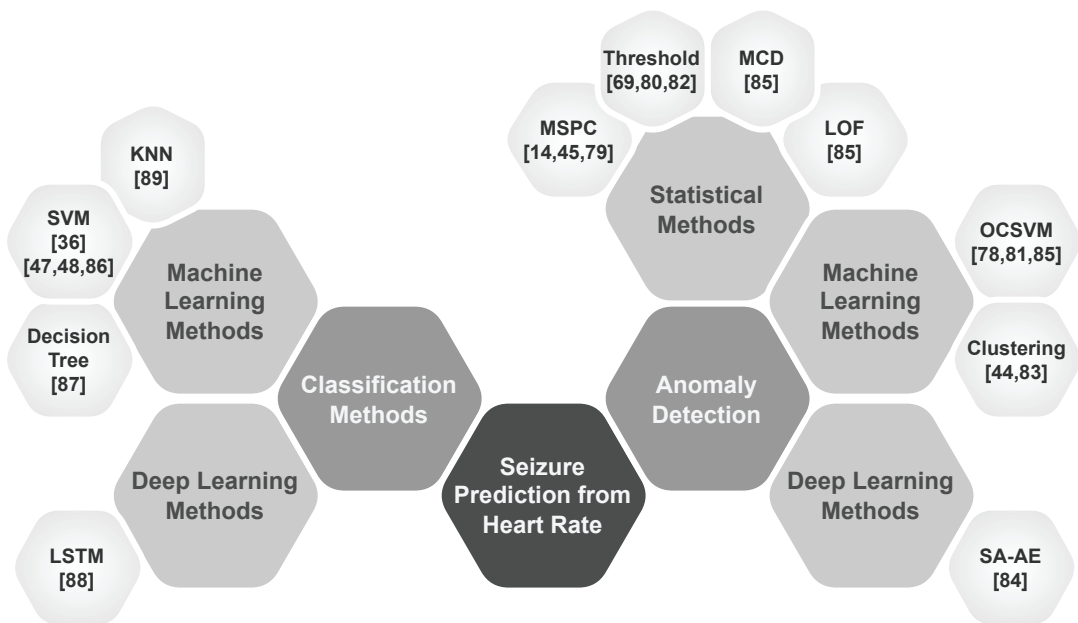 Threshold
[69,80,82]
MCD
[85]
MSPC
[14,45,79]
LOF
[85]
KNN
[89]
Statistical
Methods
SVM
[36]
[47,48,86]
OCSVM
[78,81,85]
Machine
Learning
Methods
Machine
Learning
Methods
Decision
Tree
[87]
Clustering
[44,83]
Classification
Methods
Anomaly
Detection
Deep Learning
Methods
Seizure
Prediction from
Heart Rate
Deep Learning
Methods
LSTM
[88]
SA-AE
[84]